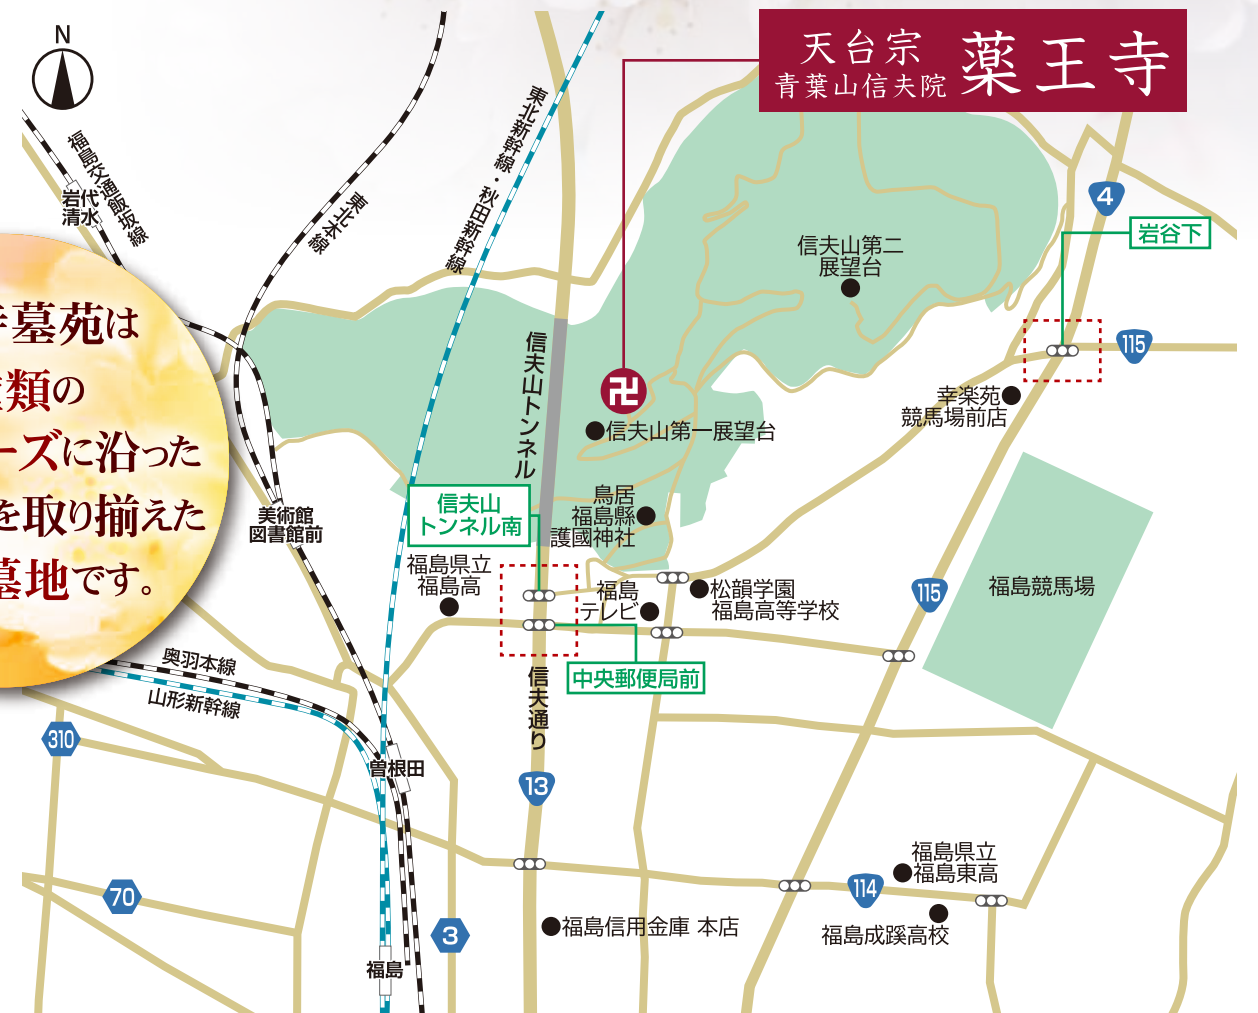 N
天台宗
青葉山信夫院
薬王寺
福島交通飯坂線
岩代
清水
東北本線
東北新幹線・秋田新幹線
4
岩谷下
信夫山第二
展望台
115
信夫山トンネル
卍
幸楽苑
競馬場前店
信夫山第一展望台
墓苑は
類の
ーズに沿った
を取り揃えた
墓地です。
信夫山
トンネル南
鳥居
福島縣
護國神社
美術館
図書館前
福島県立
福島高
福島
テレビ
松韻学園
福島高等学校
115
福島競馬場
中央郵便局前
奥羽本線
山形新幹線
信夫通り
310
曽根田
13
福島県立
福島東高
114
70
3
福島信用金庫 本店
福島成蹊高校
福島